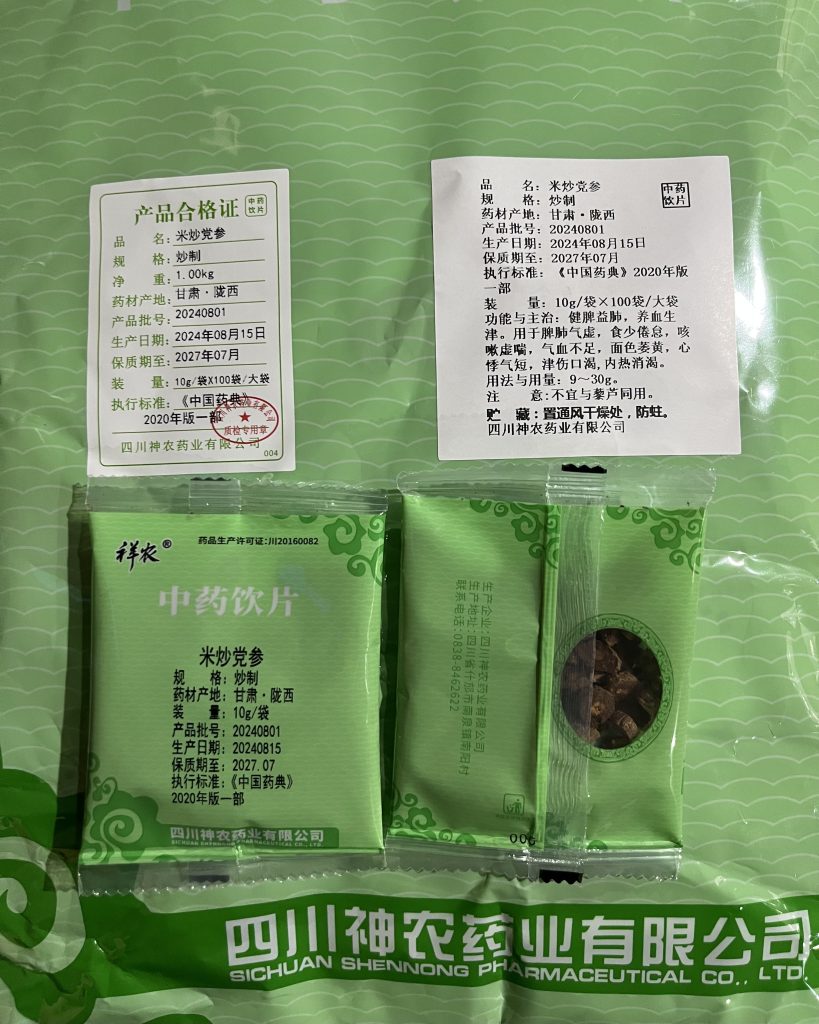 产品合格证
中药
饮片
品 名: 米炒党参
规 格: 炒制
净 重: 1.00kg
药材产地: 甘肃·陇西
产品批号: 20240801
生产日期: 2024年08月15日
保质期至: 2027年07月
装 量: 10g/袋X100袋/大袋
执行标准: 《中国药典》
2020年版一部
质检专用章
四川神农药业有限公司
004
品 名: 米炒党参
中药
饮片
规 格: 炒制
药材产地: 甘肃·陇西
产品批号: 20240801
生产日期: 2024年08月15日
保质期至: 2027年07月
执行标准: 《中国药典》2020年版
一部
装 量: 10g/袋×100袋/大袋
功能与主治: 健脾益肺, 养血生
津。用于脾肺气虚, 食少倦怠, 咳
嗽虚喘, 气血不足, 面色萎黄, 心
悸气短, 津伤口渴, 内热消渴。
用法与用量: 9～30g。
注 意: 不宜与藜芦同用。
贮 藏: 置通风干燥处, 防蛀。
四川神农药业有限公司
祥农®
药品生产许可证:川20160082
中药饮片
米炒党参
规 格: 炒制
药材产地: 甘肃·陇西
装 量: 10g/袋
产品批号: 20240801
生产日期: 20240815
保质期至: 2027.07
执行标准:《中国药典》
2020年版一部
四川神农药业有限公司
SICHUAN SHENNONG PHARMACEUTICAL CO., LTD.
生产企业:四川神农药业有限公司
生产地址:四川省什邡市南泉镇南阳村
联系电话:0838-8462622
四川神农药业有限公司
SICHUAN SHENNONG PHARMACEUTICAL CO., LTD.